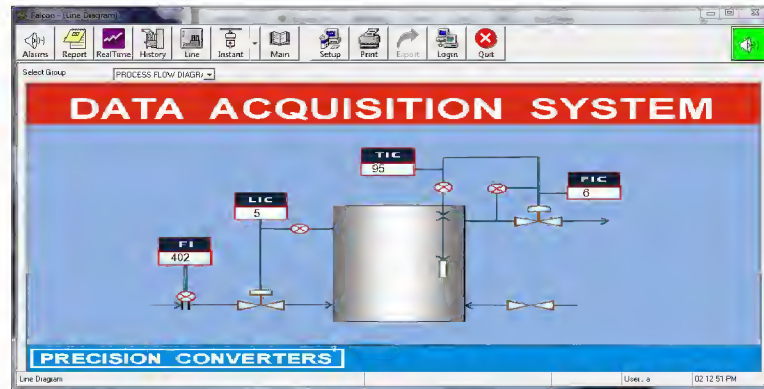 Falcon - [Line Diagram]
Alarms Report RealTime History Line Instant Main Setup Print Export Login Quit
Select Group PROCESS FLOW DIAGR
DATA ACQUISITION SYSTEM
TIC
95
PIC
6
LIC
5
FI
402
PRECISION CONVERTERS
Line Diagram User.. a 02 12 51 PM